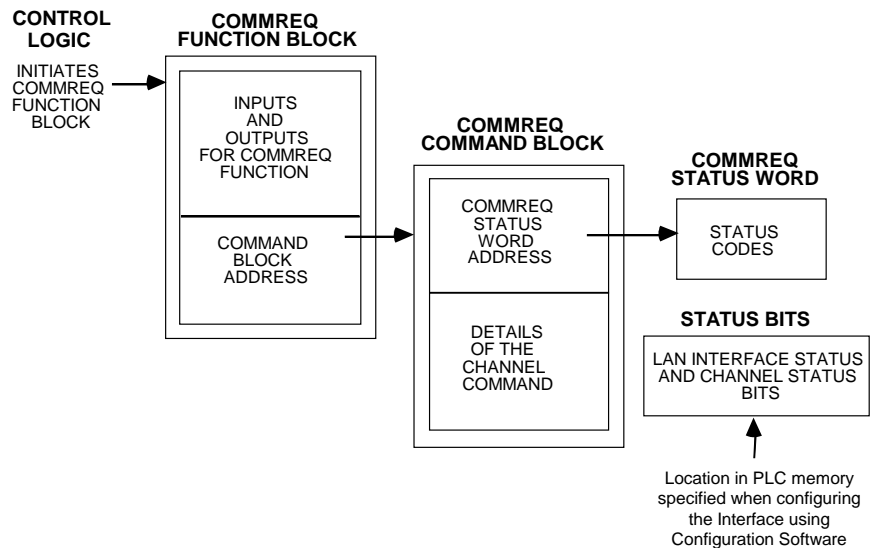 CONTROL
LOGIC
INITIATES
COMMREQ
FUNCTION
BLOCK
COMMREQ
FUNCTION BLOCK
INPUTS
AND
OUTPUTS
FOR COMMREQ
FUNCTION
COMMAND
BLOCK
ADDRESS
COMMREQ
COMMAND BLOCK
COMMREQ
STATUS
WORD
ADDRESS
DETAILS
OF THE
CHANNEL
COMMAND
COMMREQ
STATUS WORD
STATUS
CODES
STATUS BITS
LAN INTERFACE STATUS
AND CHANNEL STATUS
BITS
Location in PLC memory
specified when configuring
the Interface using
Configuration Software